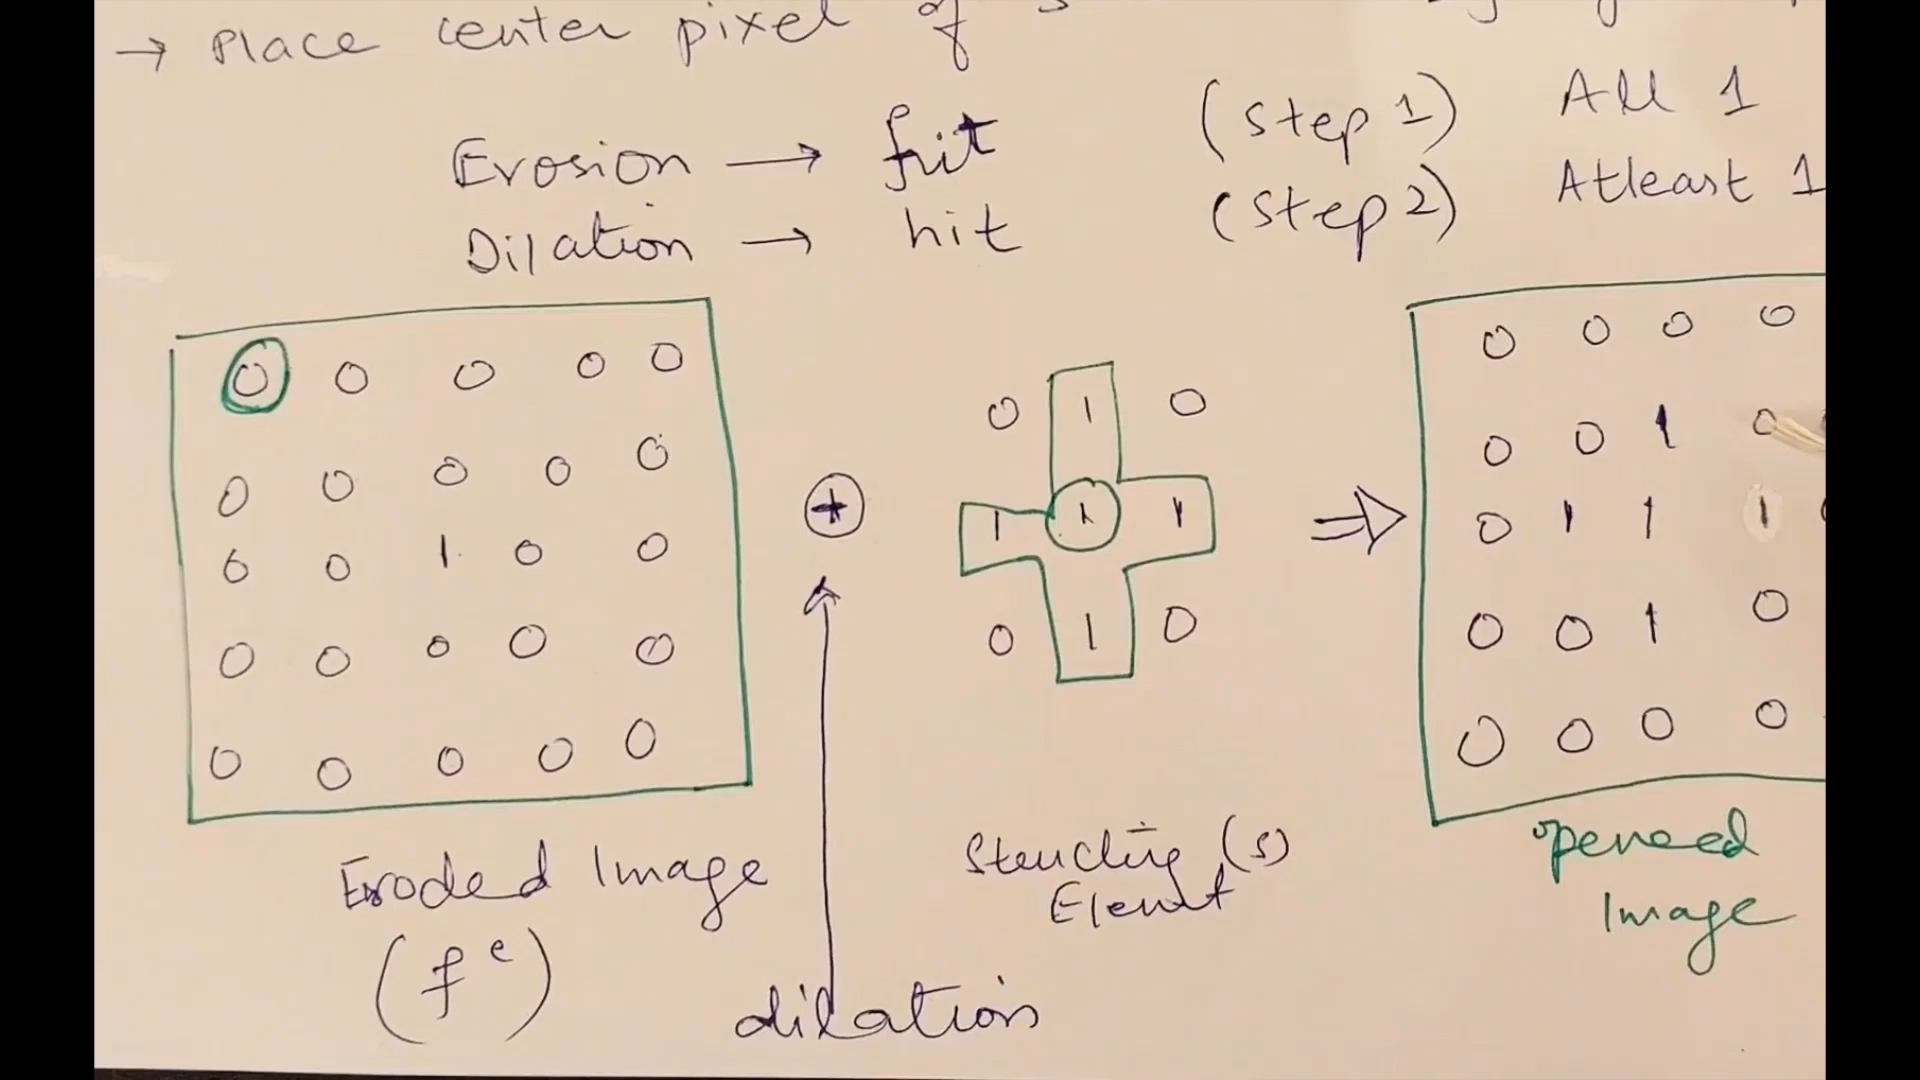 → Place center pixel of
Erosion → fit (step 1) All 1
Dilation → hit (step 2) Atleast 1
0 0 0 0 0
0 0 0 0 0
0 0 1 0 0
0 0 0 0 0
0 0 0 0 0
+
0 1 0
1 1 1
0 1 0
⇒
0 0 0 0
0 0 1 0
0 1 1 1
0 0 1 0
0 0 0 0
Eroded Image
(f^e)
dilation
(s)
opened
Image